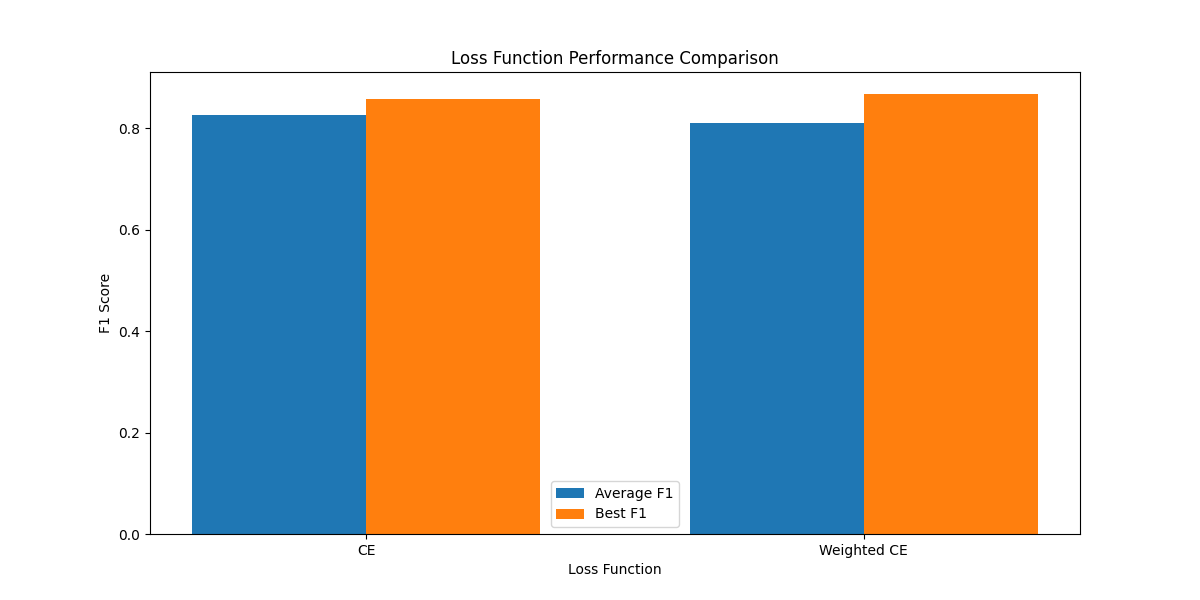 Loss Function Performance Comparison
F1 Score
0.8
0.6
0.4
0.2
0.0
Average F1
Best F1
CE
Weighted CE
Loss Function